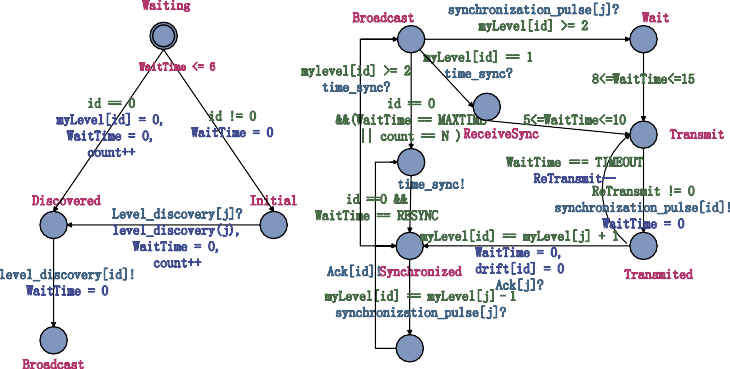 Waiting
WaitTime <= 6
id == 0
myLevel[id] = 0,
WaitTime = 0,
count++
id != 0
WaitTime = 0
Discovered
Initial
Level_discovery[j]?
level_discovery(j),
WaitTime = 0,
count++
level_discovery[id]!
WaitTime = 0
Broadcast
Broadcast
synchronization_pulse[j]?
myLevel >= 2
Wait
myLevel[id] == 1
time_sync?
mylevel[id] >= 2
time_sync?
8<=WaitTime<=15
id == 0
&&(WaitTime == MAXTIME
|| count == N )
5<=WaitTime<=10
ReceiveSync
Transmit
WaitTime == TIMEOUT
ReTransmit--
time_sync!
ReTransmit != 0
id ==0 &&
WaitTime == RESYNC
synchronization_pulse[id]!
WaitTime = 0
myLevel[id] == myLevel[j] + 1
WaitTime = 0,
drift[id] = 0
Ack[j]?
Ack[id]!
Synchronized
Transmited
myLevel[id] == myLevel[j]-1
synchronization_pulse[j]?